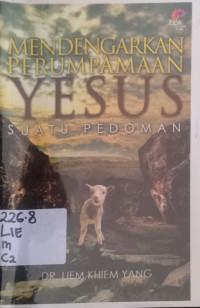 MENDENGARKAN
PERUMPAMAAN
YESUS
SUATU PEDOMAN
226.8
LIE
m
C2
DR. LIEM KHIEM YANG